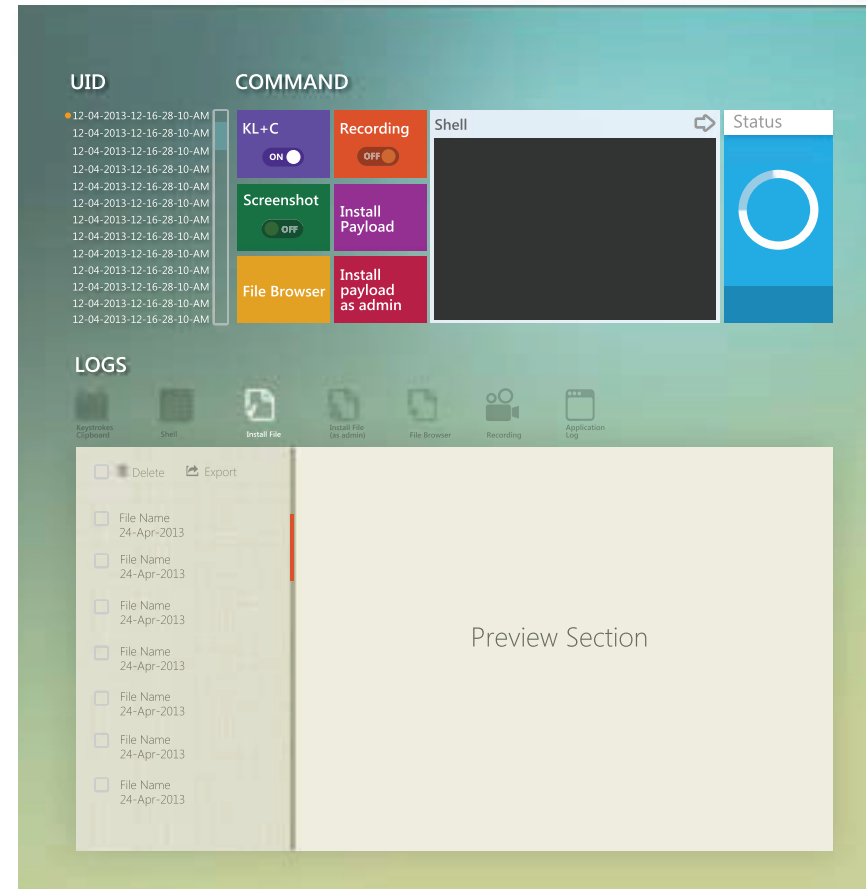 UID
COMMAND
12-04-2013-12-16-28-10-AM
12-04-2013-12-16-28-10-AM
12-04-2013-12-16-28-10-AM
12-04-2013-12-16-28-10-AM
12-04-2013-12-16-28-10-AM
12-04-2013-12-16-28-10-AM
12-04-2013-12-16-28-10-AM
12-04-2013-12-16-28-10-AM
12-04-2013-12-16-28-10-AM
12-04-2013-12-16-28-10-AM
12-04-2013-12-16-28-10-AM
12-04-2013-12-16-28-10-AM
12-04-2013-12-16-28-10-AM
KL+C
ON
Recording
OFF
Screenshot
OFF
Install
Payload
File Browser
Install
payload
as admin
Shell
Status
LOGS
Keystrokes
Clipboard
Shell
Install File
Install File
(as admin)
File Browser
Recording
Application
Log
Delete
Export
File Name
24-Apr-2013
File Name
24-Apr-2013
File Name
24-Apr-2013
File Name
24-Apr-2013
File Name
24-Apr-2013
File Name
24-Apr-2013
File Name
24-Apr-2013
Preview Section